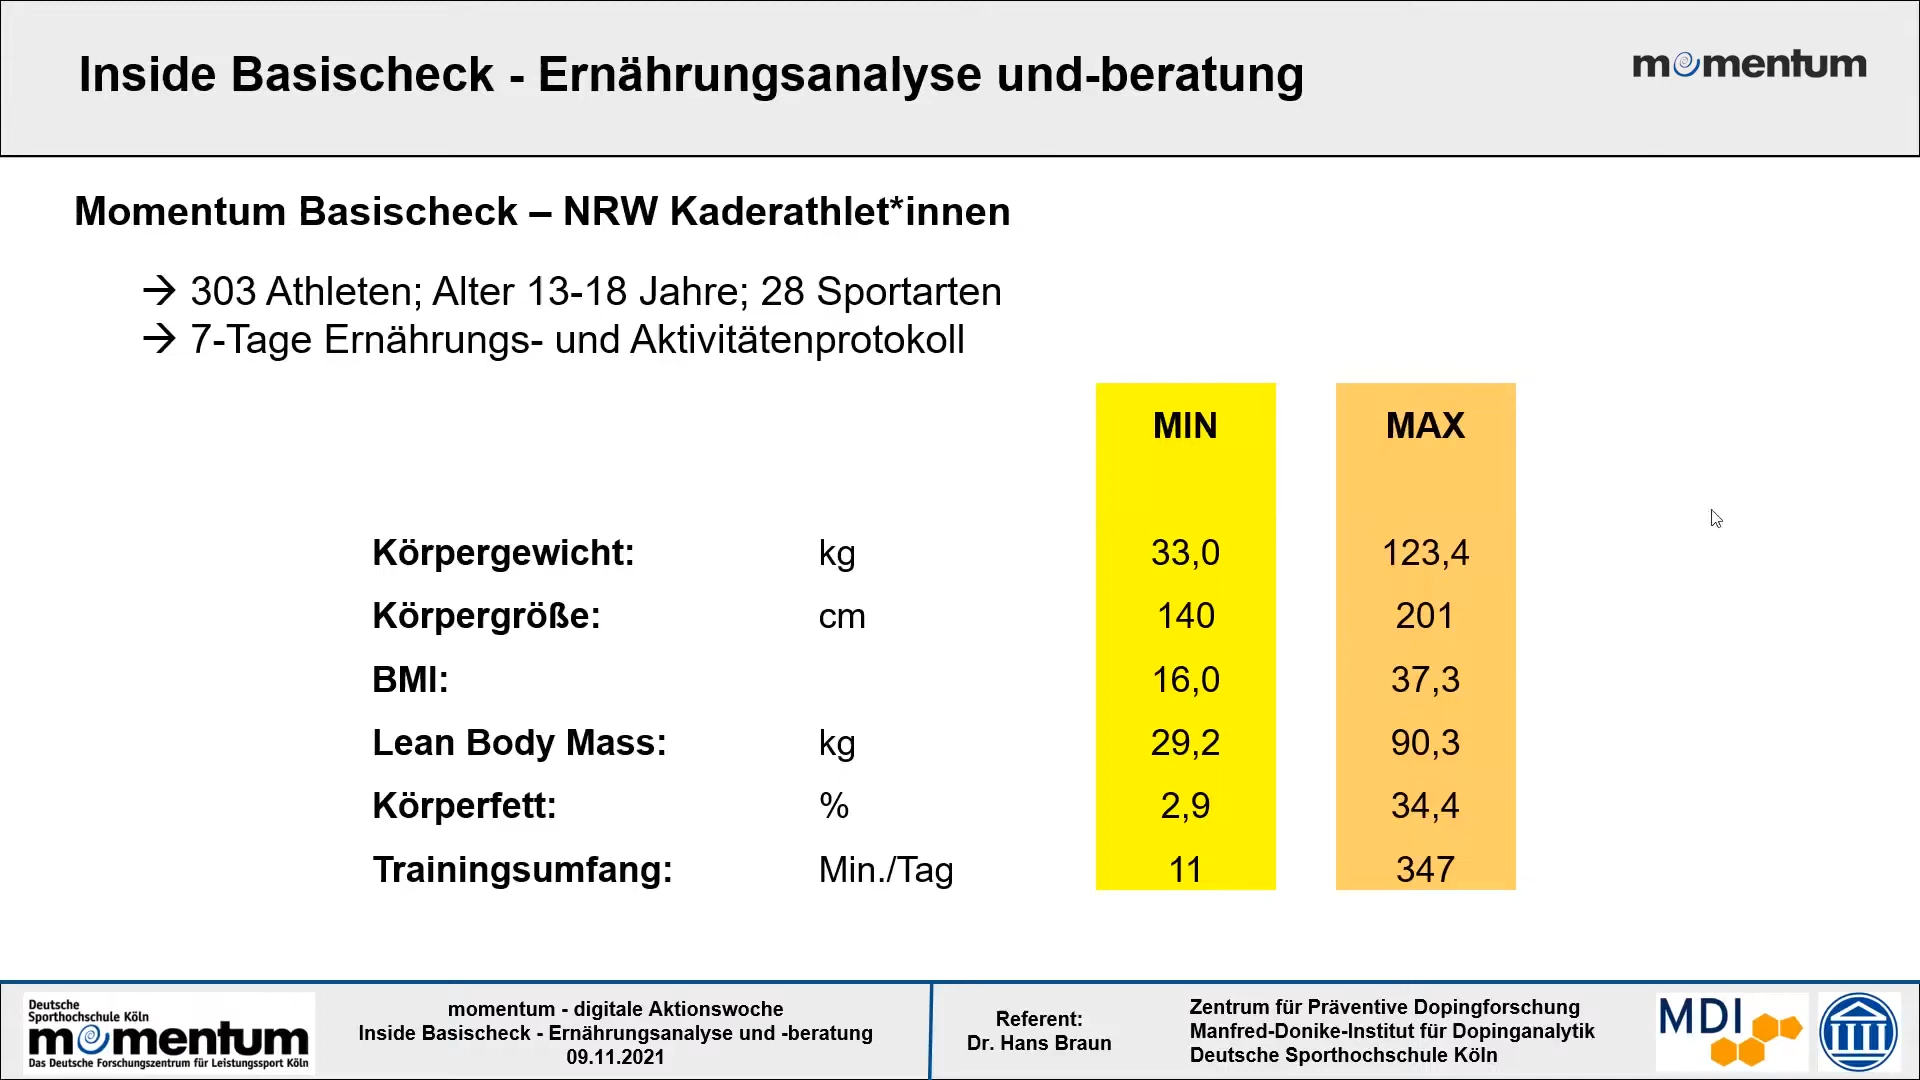 Inside Basischeck - Ernährungsanalyse und-beratung
momentum
Momentum Basischeck – NRW Kaderathlet*innen
→ 303 Athleten; Alter 13-18 Jahre; 28 Sportarten
→ 7-Tage Ernährungs- und Aktivitätenprotokoll
MIN MAX
Körpergewicht: kg 33,0 123,4
Körpergröße: cm 140 201
BMI: 16,0 37,3
Lean Body Mass: kg 29,2 90,3
Körperfett: % 2,9 34,4
Trainingsumfang: Min./Tag 11 347
Deutsche
Sporthochschule Köln
momentum
Das Deutsche Forschungszentrum für Leistungssport Köln
momentum - digitale Aktionswoche
Inside Basischeck - Ernährungsanalyse und -beratung
09.11.2021
Referent:
Dr. Hans Braun
Zentrum für Präventive Dopingforschung
Manfred-Donike-Institut für Dopinganalytik
Deutsche Sporthochschule Köln
MDI